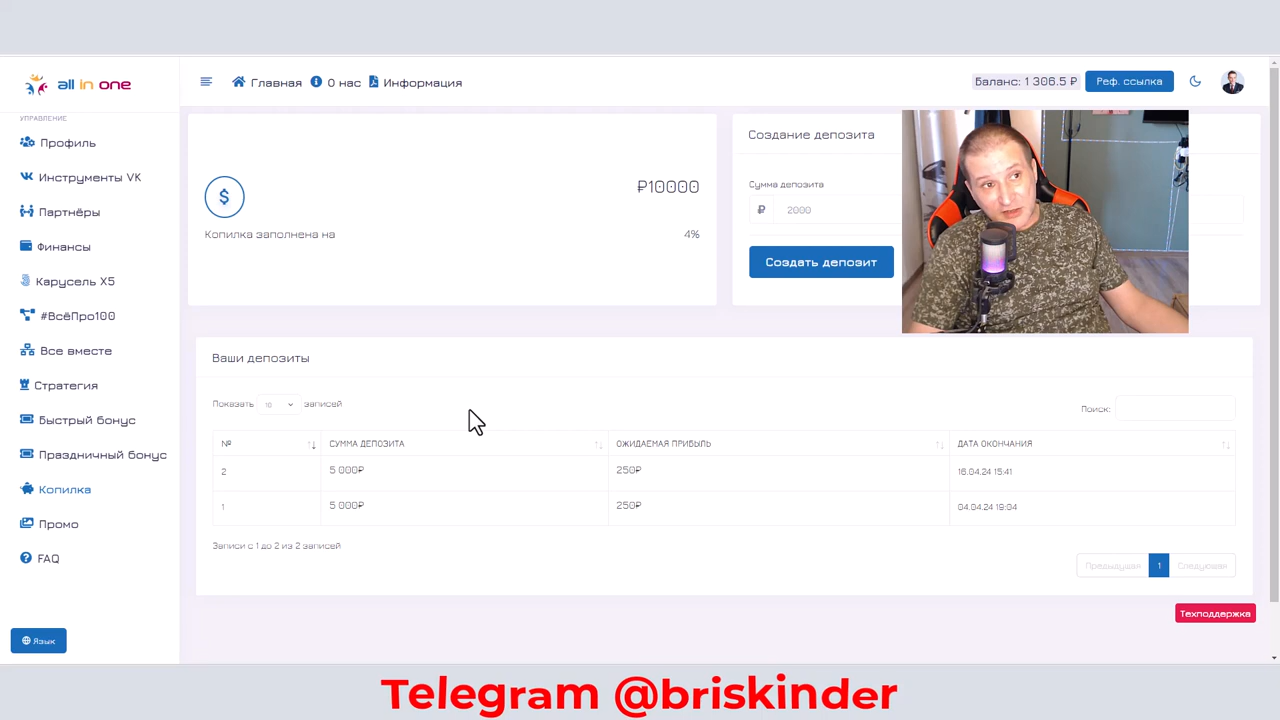 all in one
Главная
О нас
Информация
Баланс: 1 306.5 ₽
Реф. ссылка
УПРАВЛЕНИЕ
Профиль
Инструменты VK
Партнёры
Финансы
Карусель X5
#ВсёПро100
Все вместе
Стратегия
Быстрый бонус
Праздничный бонус
Копилка
Промо
FAQ
Язык
₽10000
Копилка заполнена на
4%
Создание депозита
Сумма депозита
₽ 2000
Создать депозит
Ваши депозиты
Показать 10 записей
Поиск:
№ СУММА ДЕПОЗИТА ОЖИДАЕМАЯ ПРИБЫЛЬ ДАТА ОКОНЧАНИЯ
2 5 000₽ 250₽ 16.04.24 15:41
1 5 000₽ 250₽ 04.04.24 19:04
Записи с 1 до 2 из 2 записей
Предыдущая 1 Следующая
Техподдержка
Telegram @briskinder